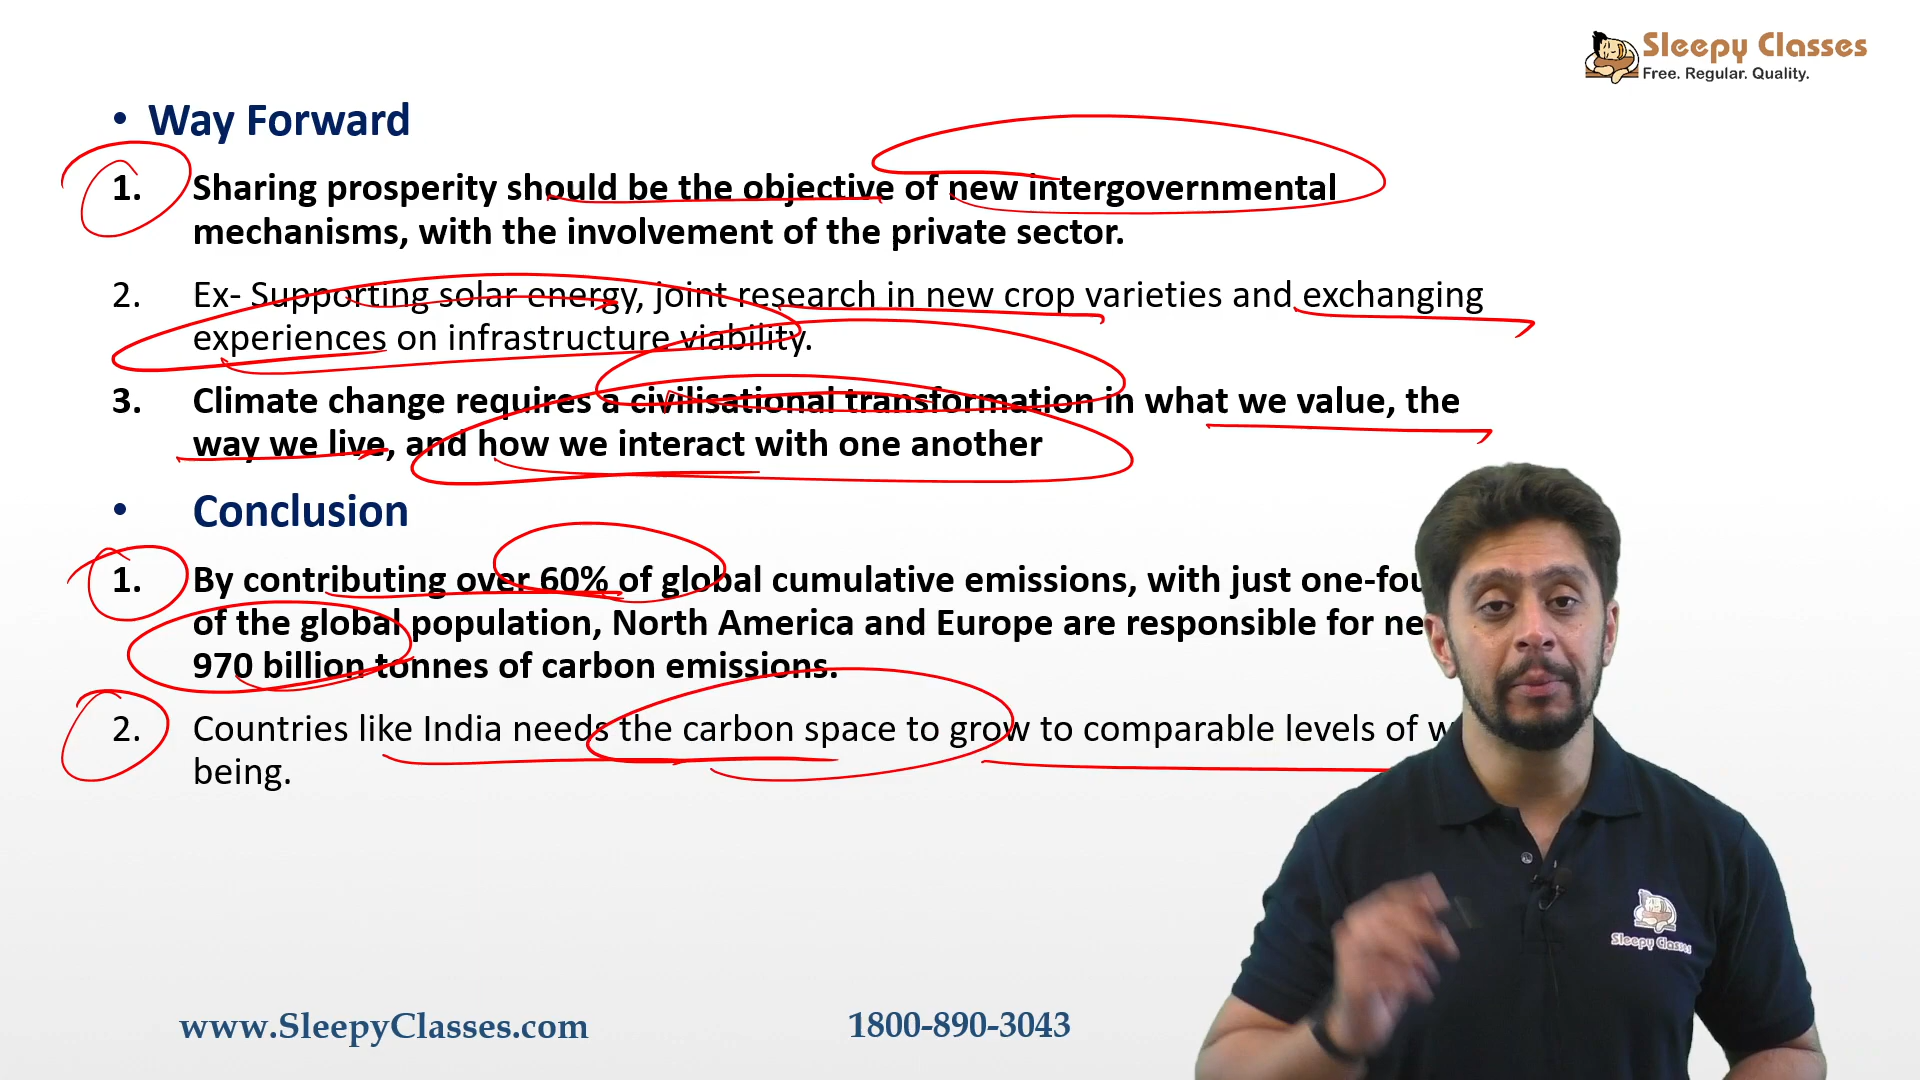 Sleepy Classes
Free. Regular. Quality.
• Way Forward
1. Sharing prosperity should be the objective of new intergovernmental
mechanisms, with the involvement of the private sector.
2. Ex- Supporting solar energy, joint research in new crop varieties and exchanging
experiences on infrastructure viability.
3. Climate change requires a civilisational transformation in what we value, the
way we live, and how we interact with one another
• Conclusion
1. By contributing over 60% of global cumulative emissions, with just
of the global population, North America and Europe are responsible for
970 billion tonnes of carbon emissions.
2. Countries like India needs the carbon space to grow to comparable levels of
being.
Sleepy Classes
www.SleepyClasses.com
1800-890-3043